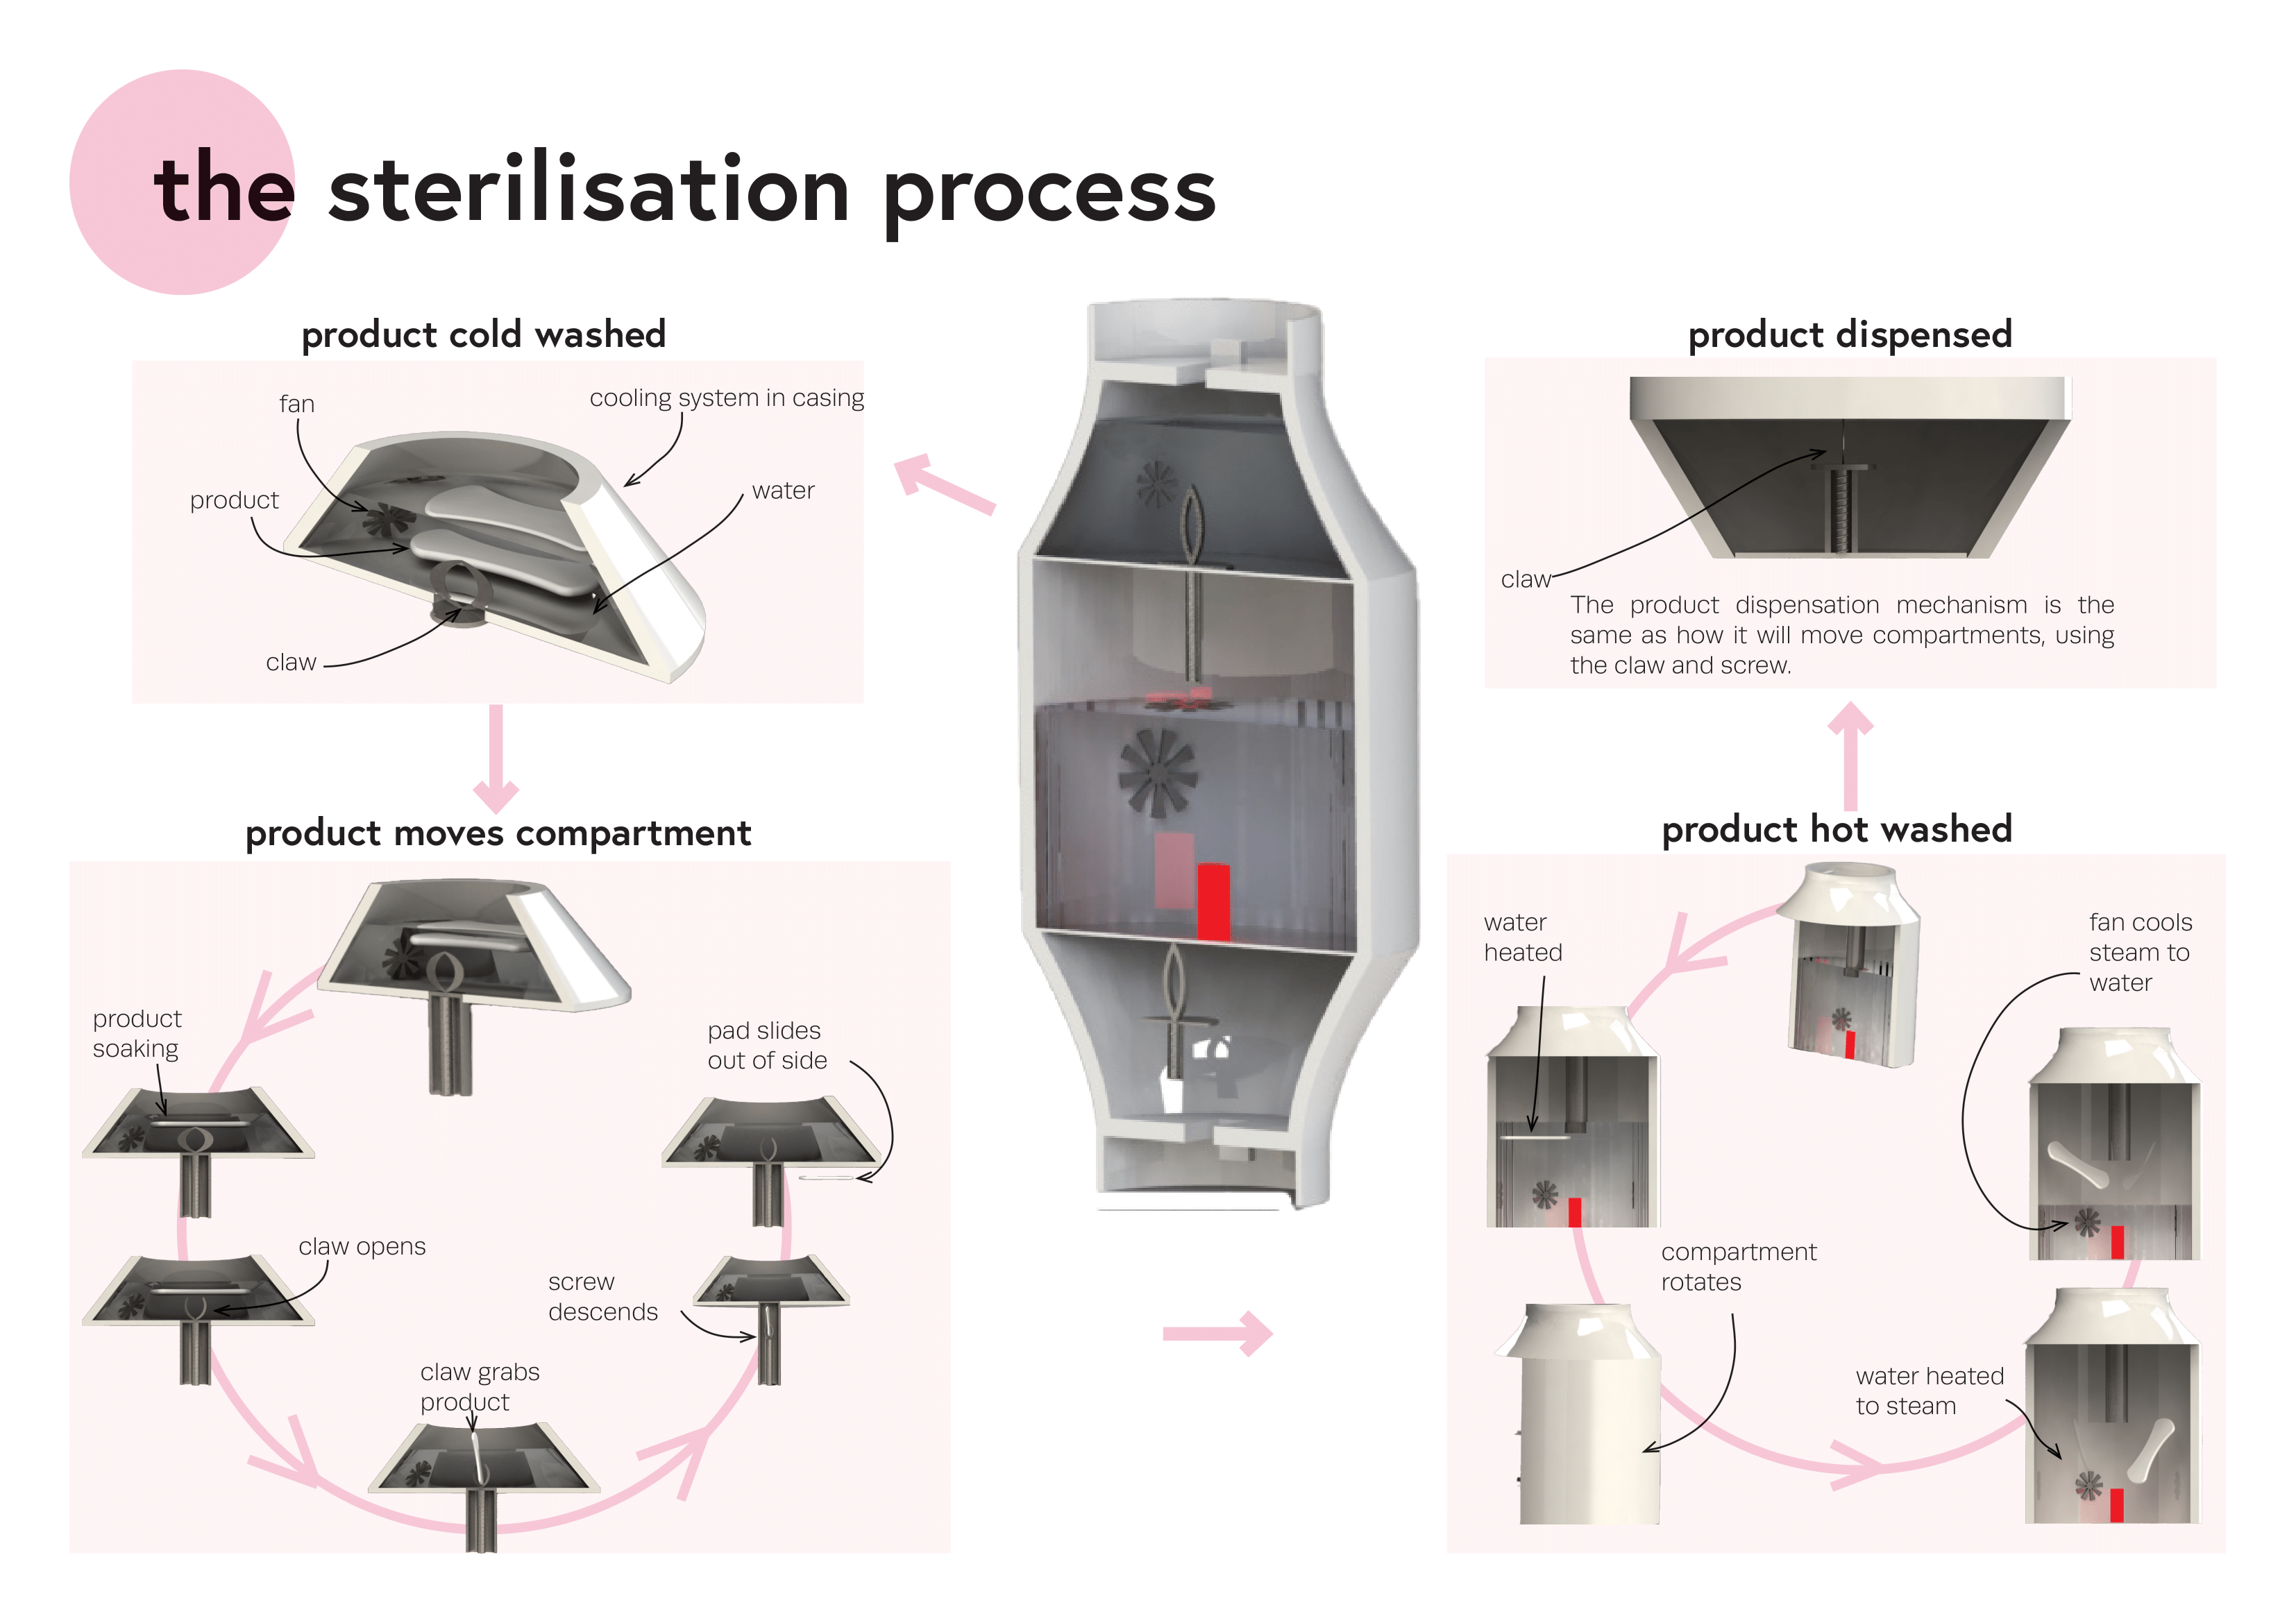 the sterilisation process
product cold washed
fan
cooling system in casing
product
water
claw
product moves compartment
product
soaking
pad slides
out of side
claw opens
screw
descends
claw grabs
product
product dispensed
claw
The product dispensation mechanism is the
same as how it will move compartments, using
the claw and screw.
product hot washed
water
heated
fan cools
steam to
water
compartment
rotates
water heated
to steam